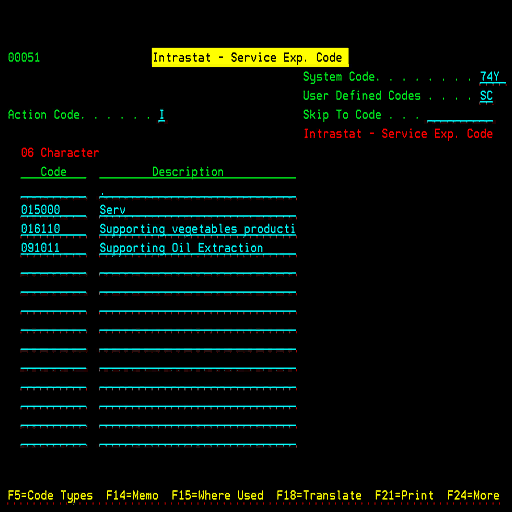 00051 Intrastat - Service Exp. Code
System Code. . . . . . . . 74Y
User Defined Codes . . . . SC
Action Code. . . . . . I Skip To Code . . .
Intrastat - Service Exp. Code
06 Character
Code Description
.
015000 Serv
016110 Supporting vegetables producti
091011 Supporting Oil Extraction
F5=Code Types F14=Memo F15=Where Used F18=Translate F21=Print F24=More